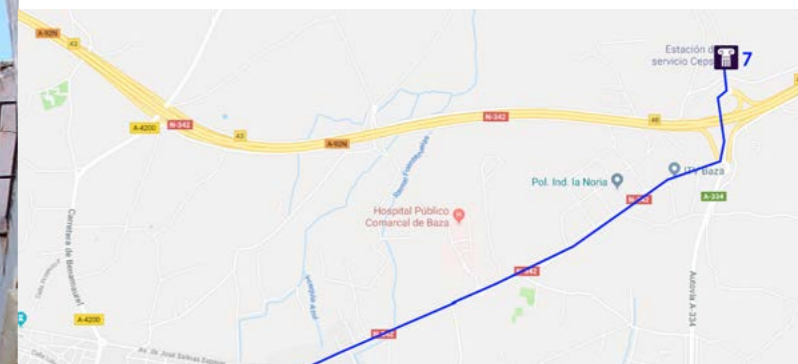 Estación d
servicio Ceps
7
A-92N
43
N-342
A-4200
N-342
43
A-92N
46
Pol. Ind. la Noria
ITV Baza
N-342
A-334
Hospital Público
Comarcal de Baza
Carretera de Benamaurel
N-342
Autovía A-334
A-4200
N-342
Av. de José Salinas